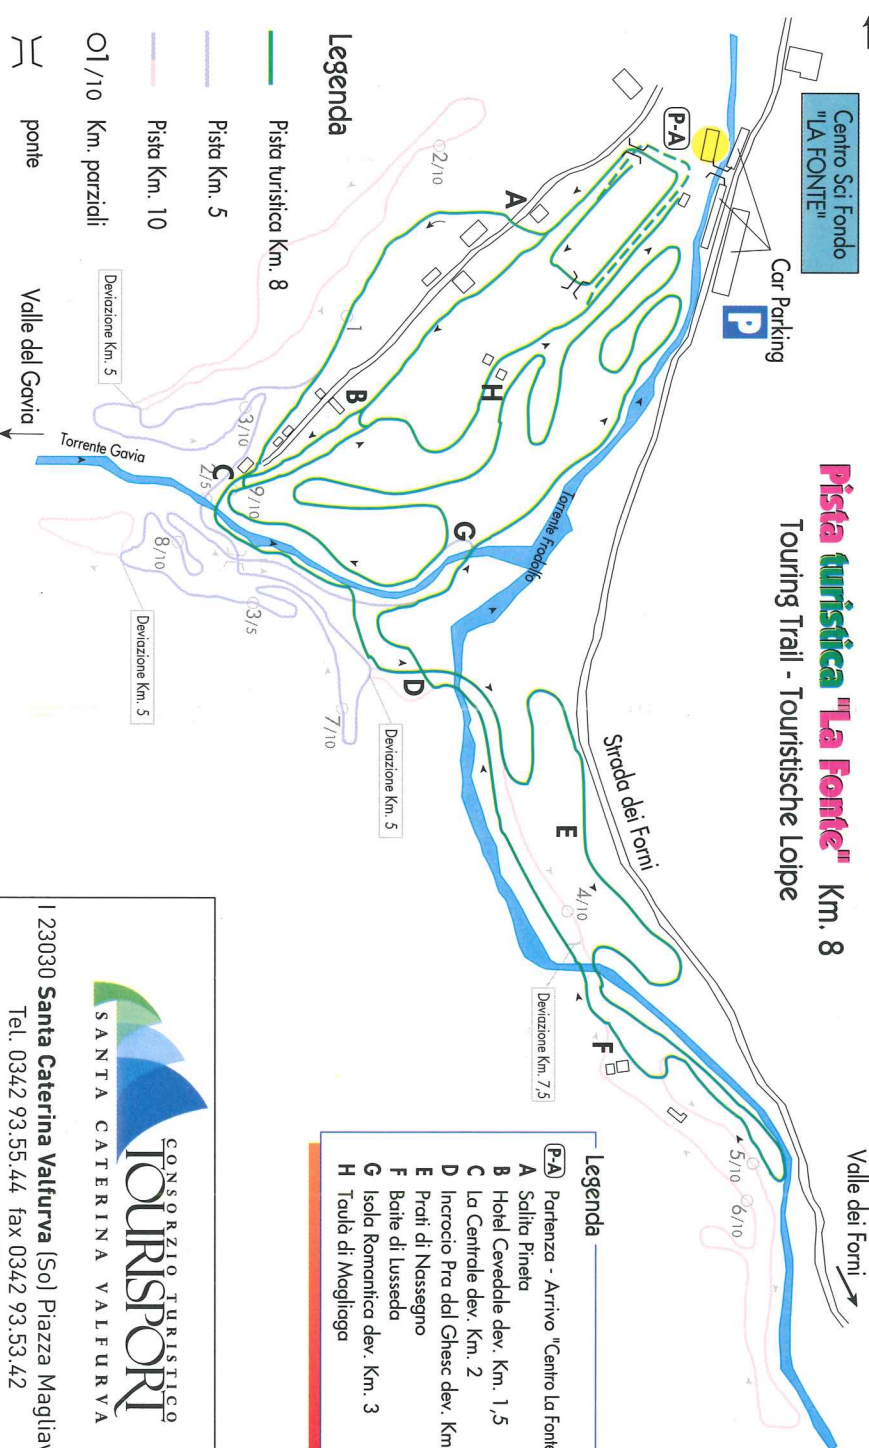 Pista turistica "La Fonte" Km. 8
Touring Trail - Touristische Loipe
Centro Sci Fondo
"LA FONTE"
Car Parking
P
P-A
Valle dei Forni
Strada dei Forni
Torrente Frodolfo
Torrente Gavia
Valle del Gavia
A
B
C
D
E
F
G
H
1
2/10
3/10
4/10
5/10
6/10
7/10
8/10
9/10
2/5
3/5
Deviazione Km. 5
Deviazione Km. 5
Deviazione Km. 5
Deviazione Km. 7,5
Legenda
Pista turistica Km. 8
Pista Km. 5
Pista Km. 10
O1/10 Km. parziali
ponte
Legenda
P-A Partenza - Arrivo "Centro La Fonte
A Salita Pineta
B Hotel Cevedale dev. Km. 1,5
C La Centrale dev. Km. 2
D Incrocio Pra dal Ghesc dev. Km
E Prati di Nassegno
F Baite di Lusseda
G Isola Romantica dev. Km. 3
H Taulà di Magliaga
CONSORZIO TURISTICO
TOURISPORT
SANTA CATERINA VALFURVA
I 23030 Santa Caterina Valfurva (So) Piazza Magliav
Tel. 0342 93.55.44 fax 0342 93.53.42